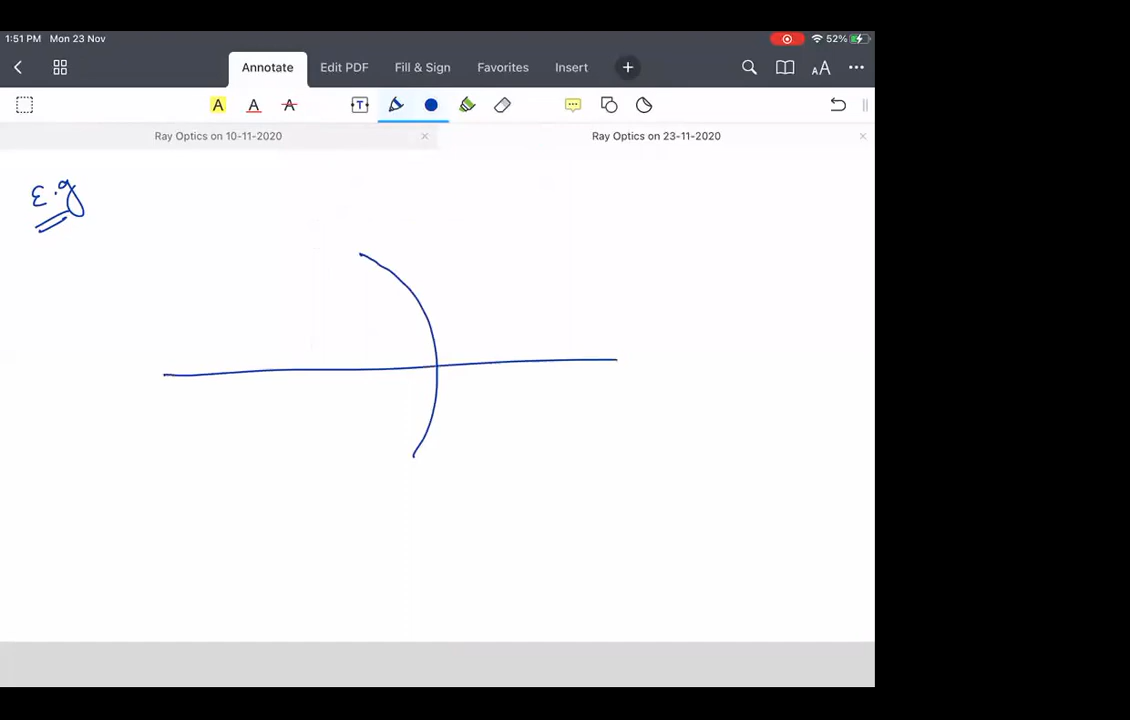 1:51 PM Mon 23 Nov 52%
Annotate Edit PDF Fill & Sign Favorites Insert + AA
A A A T
Ray Optics on 10-11-2020 × Ray Optics on 23-11-2020 ×
E.g